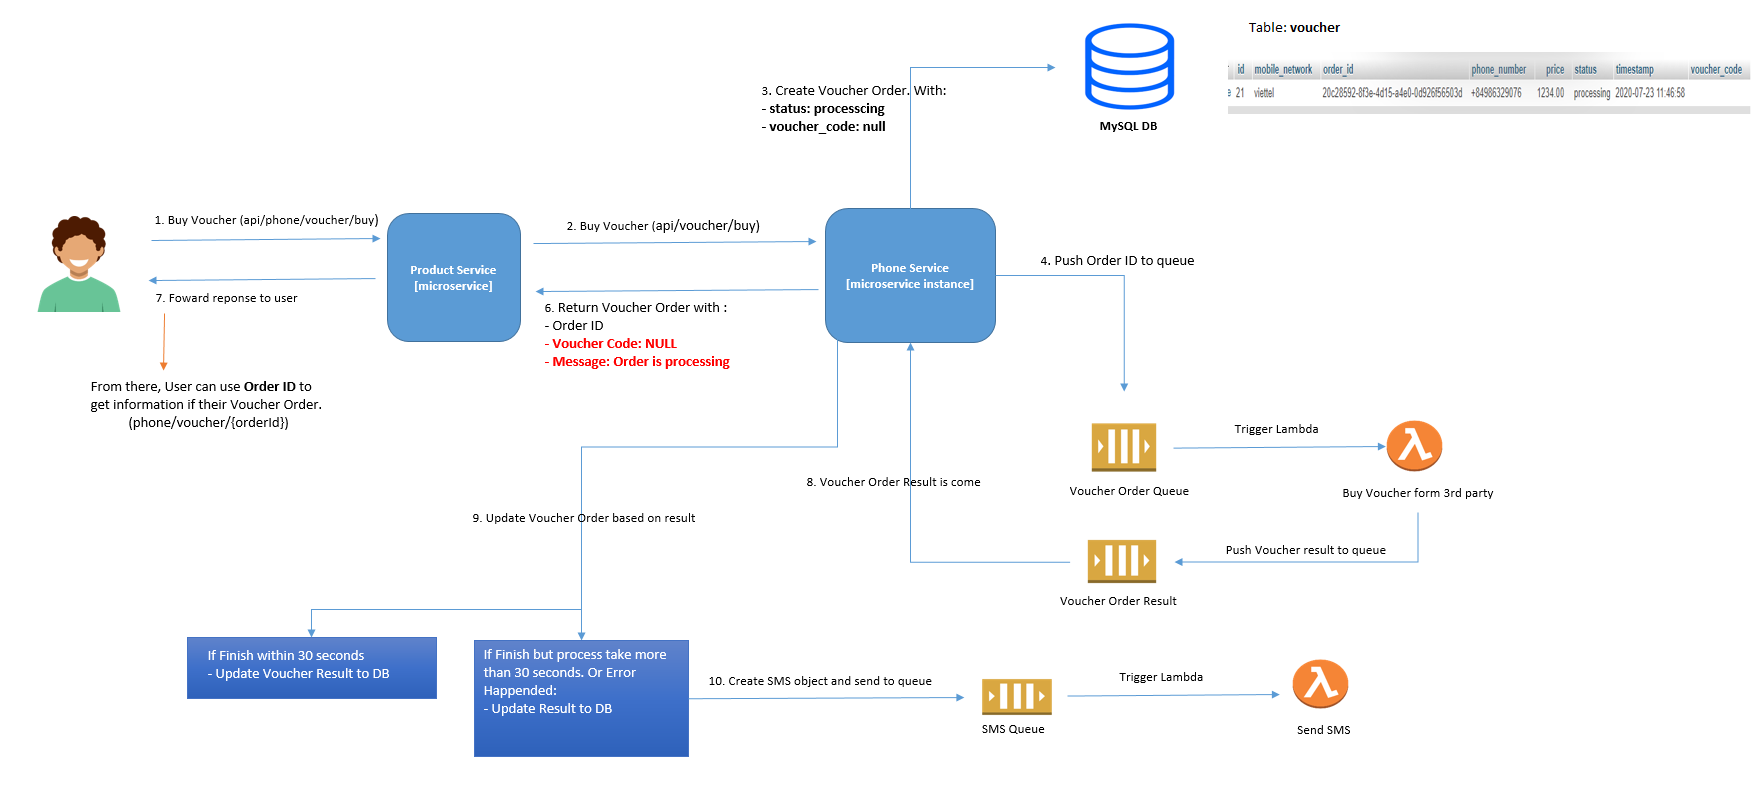 Table: voucher
id mobile_network order_id phone_number price status timestamp voucher_code
e 21 viettel 20c28592-8f3e-4d15-a4e0-0d926f56503d +84986329076 1234.00 processing 2020-07-23 11:46:58
3. Create Voucher Order. With:
- status: processcing
- voucher_code: null
MySQL DB
1. Buy Voucher (api/phone/voucher/buy)
2. Buy Voucher (api/voucher/buy)
Product Service
[microservice]
Phone Service
[microservice instance]
4. Push Order ID to queue
7. Foward reponse to user
6. Return Voucher Order with :
- Order ID
- Voucher Code: NULL
- Message: Order is processing
From there, User can use Order ID to
get information if their Voucher Order.
(phone/voucher/{orderId})
Trigger Lambda
Voucher Order Queue
Buy Voucher form 3rd party
8. Voucher Order Result is come
9. Update Voucher Order based on result
Push Voucher result to queue
Voucher Order Result
If Finish within 30 seconds
- Update Voucher Result to DB
If Finish but process take more
than 30 seconds. Or Error
Happended:
- Update Result to DB
10. Create SMS object and send to queue
Trigger Lambda
SMS Queue
Send SMS